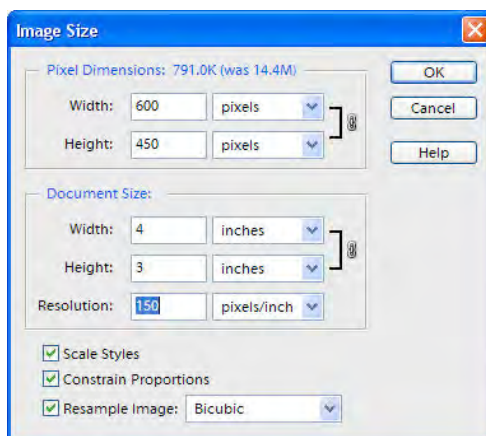 Image Size
Pixel Dimensions: 791.0K (was 14.4M)
OK
Width: 600 pixels
Cancel
Height: 450 pixels
Help
Document Size:
Width: 4 inches
Height: 3 inches
Resolution: 150 pixels/inch
Scale Styles
Constrain Proportions
Resample Image: Bicubic